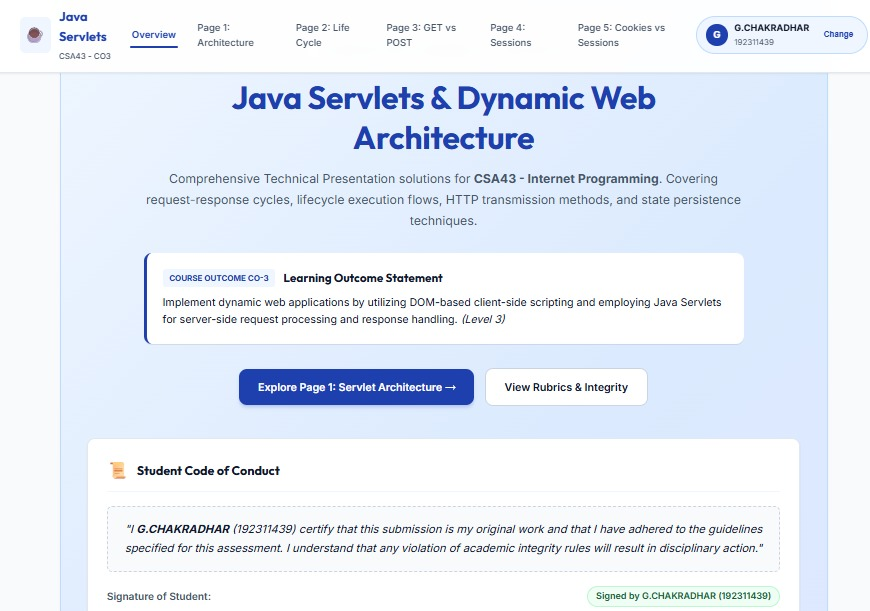 Java
Servlets
CSA43 - CO3
Overview
Page 1:
Architecture
Page 2: Life
Cycle
Page 3: GET vs
POST
Page 4:
Sessions
Page 5: Cookies vs
Sessions
G
G.CHAKRADHAR
192311439
Change
Java Servlets & Dynamic Web
Architecture
Comprehensive Technical Presentation solutions for CSA43 - Internet Programming. Covering
request-response cycles, lifecycle execution flows, HTTP transmission methods, and state persistence
techniques.
COURSE OUTCOME CO-3 Learning Outcome Statement
Implement dynamic web applications by utilizing DOM-based client-side scripting and employing Java Servlets
for server-side request processing and response handling. (Level 3)
Explore Page 1: Servlet Architecture →
View Rubrics & Integrity
Student Code of Conduct
"I G.CHAKRADHAR (192311439) certify that this submission is my original work and that I have adhered to the guidelines
specified for this assessment. I understand that any violation of academic integrity rules will result in disciplinary action."
Signature of Student:
Signed by G.CHAKRADHAR (192311439)